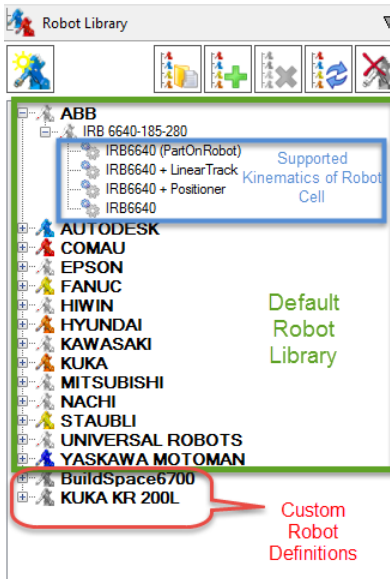 Robot Library
ABB
IRB 6640-185-280
IRB6640 (PartOnRobot)
IRB6640 + LinearTrack
IRB6640 + Positioner
IRB6640
Supported
Kinematics of Robot
Cell
AUTODESK
COMAU
EPSON
FANUC
HIWIN
HYUNDAI
KAWASAKI
KUKA
MITSUBISHI
NACHI
STAUBLI
UNIVERSAL ROBOTS
YASKAWA MOTOMAN
Default
Robot
Library
BuildSpace6700
KUKA KR 200L
Custom
Robot
Definitions